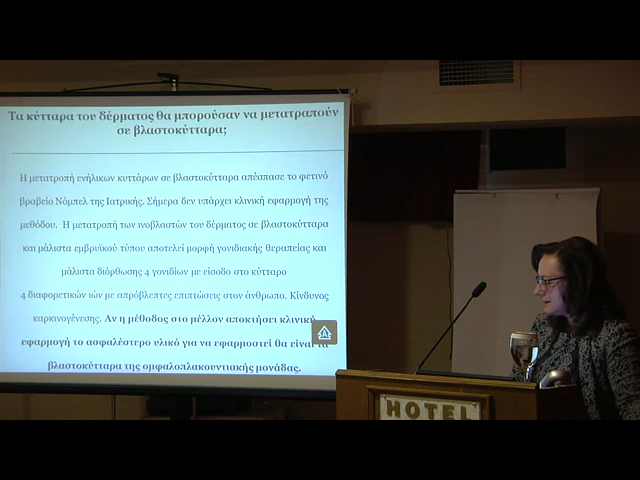 Τα κύτταρα του δέρματος θα μπορούσαν να μετατραπούν
σε βλαστοκύτταρα;
Η μετατροπή ενήλικων κυττάρων σε βλαστοκύτταρα απέσπασε το φετινό
βραβείο Νόμπελ της Ιατρικής. Σήμερα δεν υπάρχει κλινική εφαρμογή της
μεθόδου. Η μετατροπή των ινοβλαστών του δέρματος σε βλαστοκύτταρα
και μάλιστα εμβρυϊκού τύπου αποτελεί μορφή γονιδιακής θεραπείας και
μάλιστα διόρθωσης 4 γονιδίων με είσοδο στο κύτταρο
4 διαφορετικών ιών με απρόβλεπτες επιπτώσεις στον άνθρωπο. Κίνδυνος
καρκινογένεσης. Αν η μέθοδος στο μέλλον αποκτήσει κλινική
εφαρμογή το ασφαλέστερο υλικό για να εφαρμοστεί θα είναι τα
βλαστοκύτταρα της ομφαλοπλακουντιακής μονάδας.
HOTEL